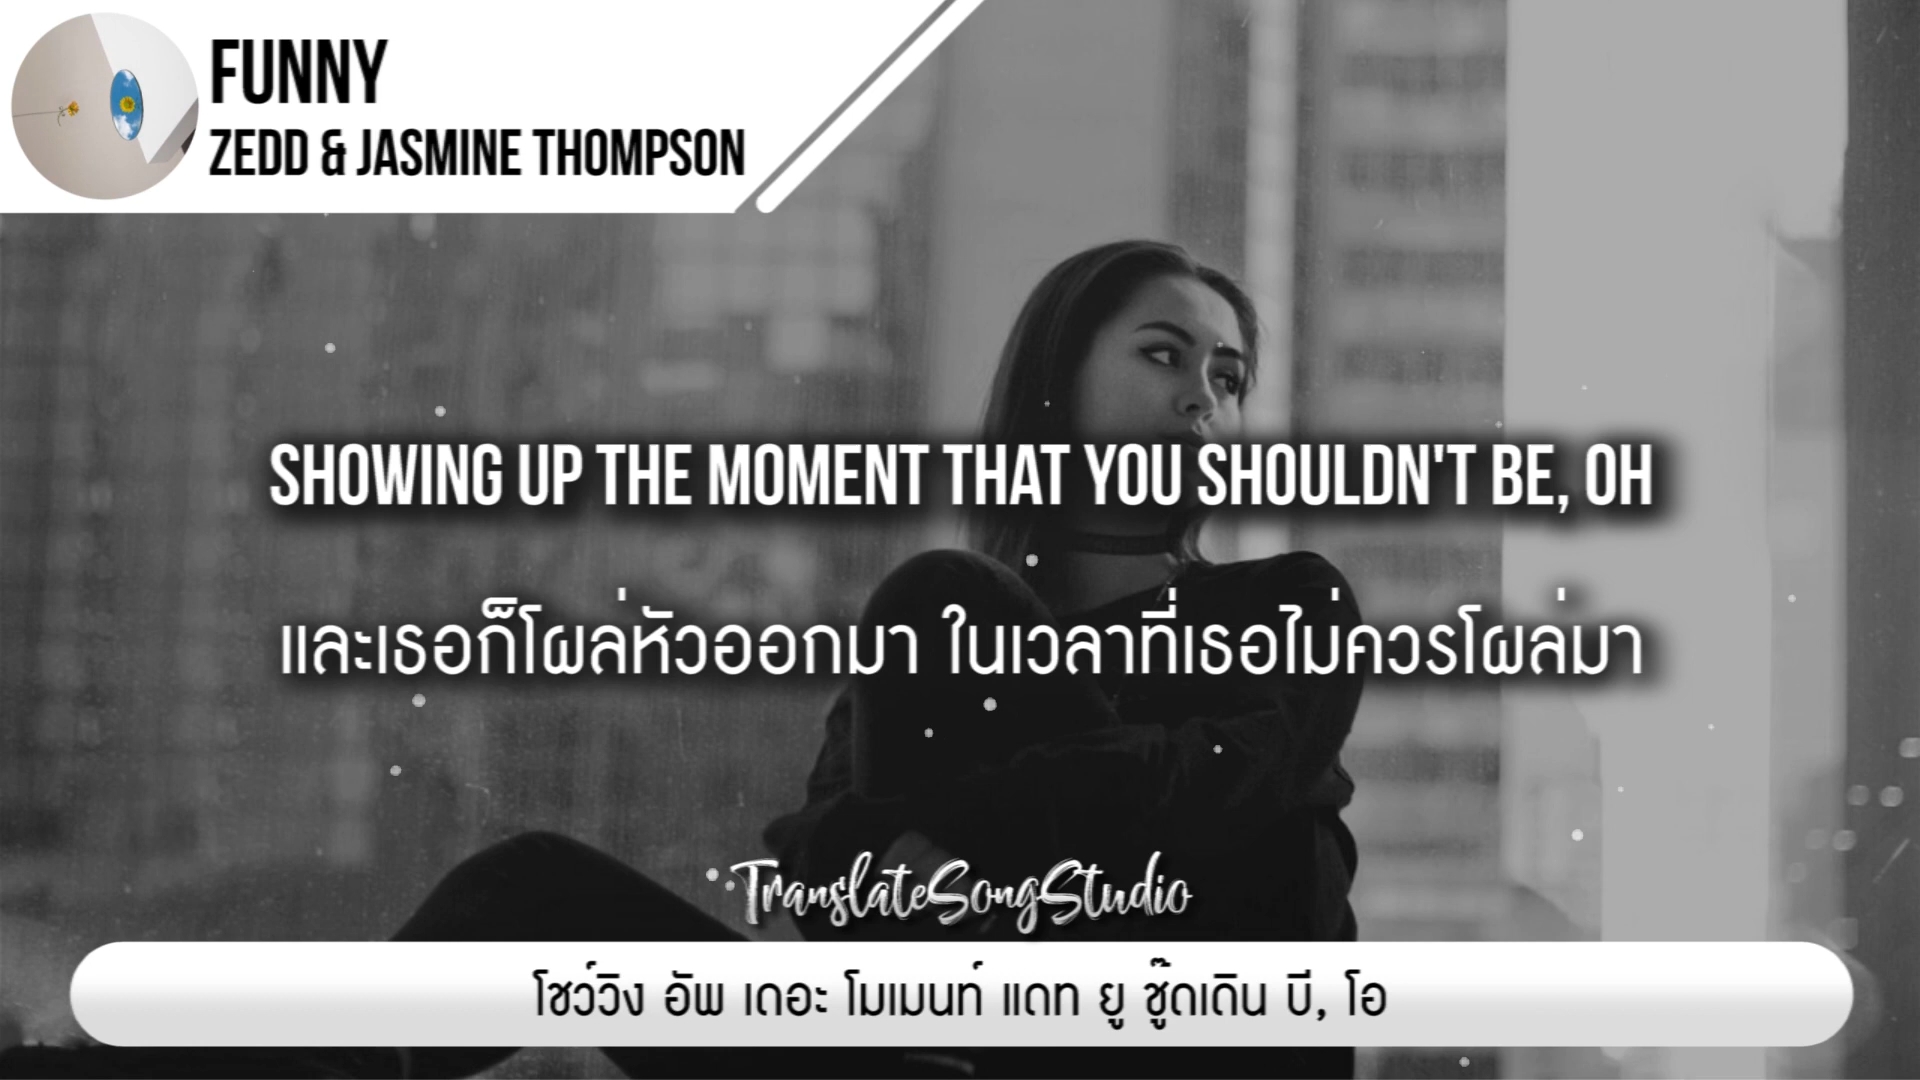 FUNNY
ZEDD & JASMINE THOMPSON
SHOWING UP THE MOMENT THAT YOU SHOULDN'T BE, OH
และเธอก็โผล่หัวออกมา ในเวลาที่เธอไม่ควรโผล่มา
TranslateSongStudio
โชว์วิง อัพ เดอะ โมเมนท์ แดท ยู ชู๊ดเดิน บี, โอ